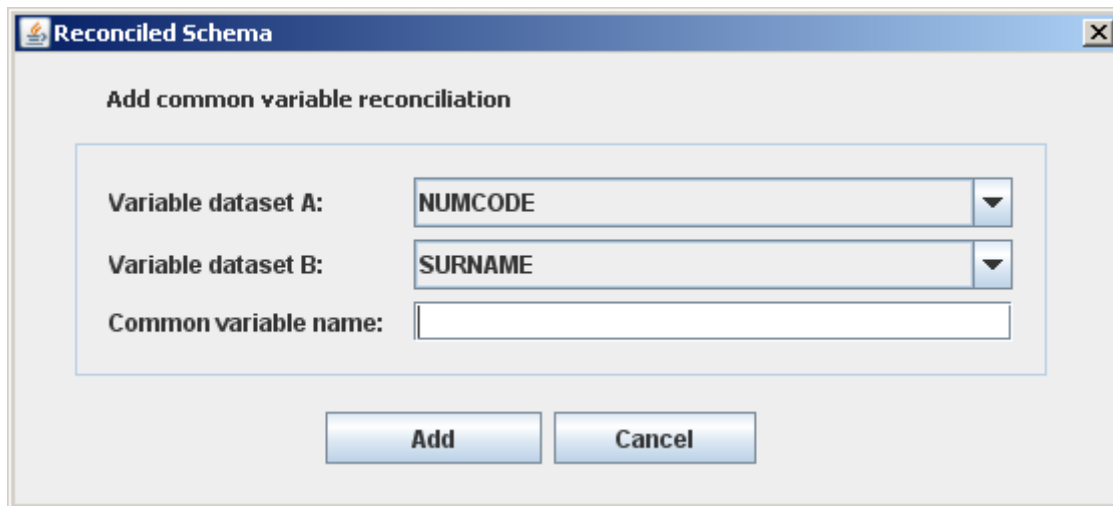 Reconciled Schema
Add common variable reconciliation
Variable dataset A: NUMCODE
Variable dataset B: SURNAME
Common variable name:
Add Cancel